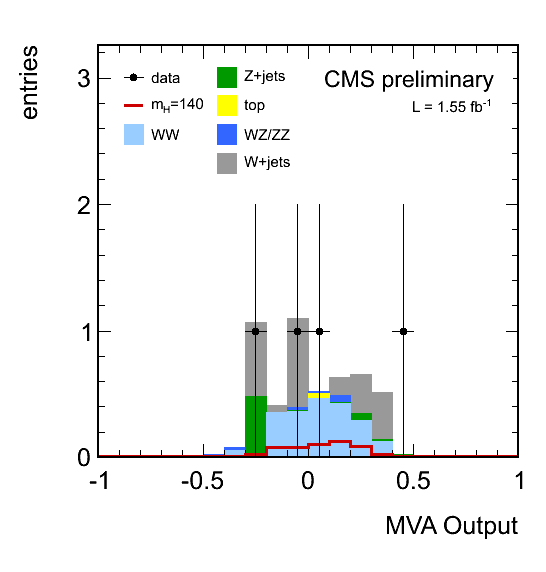 entries
3
2
1
0
data
m_H=140
WW
Z+jets
top
WZ/ZZ
W+jets
CMS preliminary
L = 1.55 fb⁻¹
-1 -0.5 0 0.5 1
MVA Output